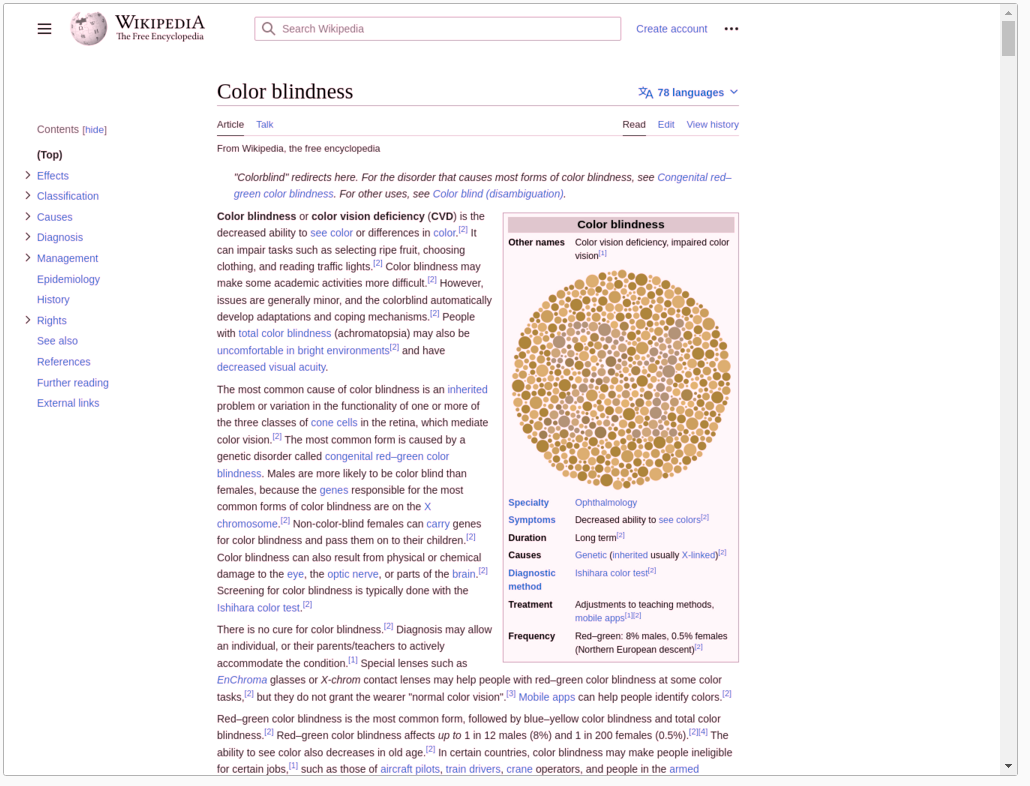 WIKIPEDIA
The Free Encyclopedia
Search Wikipedia
Create account
Color blindness
78 languages
Article Talk
Read Edit View history
From Wikipedia, the free encyclopedia
Contents [hide]
(Top)
Effects
Classification
Causes
Diagnosis
Management
Epidemiology
History
Rights
See also
References
Further reading
External links
"Colorblind" redirects here. For the disorder that causes most forms of color blindness, see Congenital red–
green color blindness. For other uses, see Color blind (disambiguation).
Color blindness or color vision deficiency (CVD) is the
decreased ability to see color or differences in color.[2] It
can impair tasks such as selecting ripe fruit, choosing
clothing, and reading traffic lights.[2] Color blindness may
make some academic activities more difficult.[2] However,
issues are generally minor, and the colorblind automatically
develop adaptations and coping mechanisms.[2] People
with total color blindness (achromatopsia) may also be
uncomfortable in bright environments[2] and have
decreased visual acuity.
The most common cause of color blindness is an inherited
problem or variation in the functionality of one or more of
the three classes of cone cells in the retina, which mediate
color vision.[2] The most common form is caused by a
genetic disorder called congenital red–green color
blindness. Males are more likely to be color blind than
females, because the genes responsible for the most
common forms of color blindness are on the X
chromosome.[2] Non-color-blind females can carry genes
for color blindness and pass them on to their children.[2]
Color blindness can also result from physical or chemical
damage to the eye, the optic nerve, or parts of the brain.[2]
Screening for color blindness is typically done with the
Ishihara color test.[2]
There is no cure for color blindness.[2] Diagnosis may allow
an individual, or their parents/teachers to actively
accommodate the condition.[1] Special lenses such as
EnChroma glasses or X-chrom contact lenses may help people with red–green color blindness at some color
tasks,[2] but they do not grant the wearer "normal color vision".[3] Mobile apps can help people identify colors.[2]
Red–green color blindness is the most common form, followed by blue–yellow color blindness and total color
blindness.[2] Red–green color blindness affects up to 1 in 12 males (8%) and 1 in 200 females (0.5%).[2][4] The
ability to see color also decreases in old age.[2] In certain countries, color blindness may make people ineligible
for certain jobs,[1] such as those of aircraft pilots, train drivers, crane operators, and people in the armed
Color blindness
Other names Color vision deficiency, impaired color
vision[1]
Specialty Ophthalmology
Symptoms Decreased ability to see colors[2]
Duration Long term[2]
Causes Genetic (inherited usually X-linked)[2]
Diagnostic Ishihara color test[2]
method
Treatment Adjustments to teaching methods,
mobile apps[1][2]
Frequency Red–green: 8% males, 0.5% females
(Northern European descent)[2]